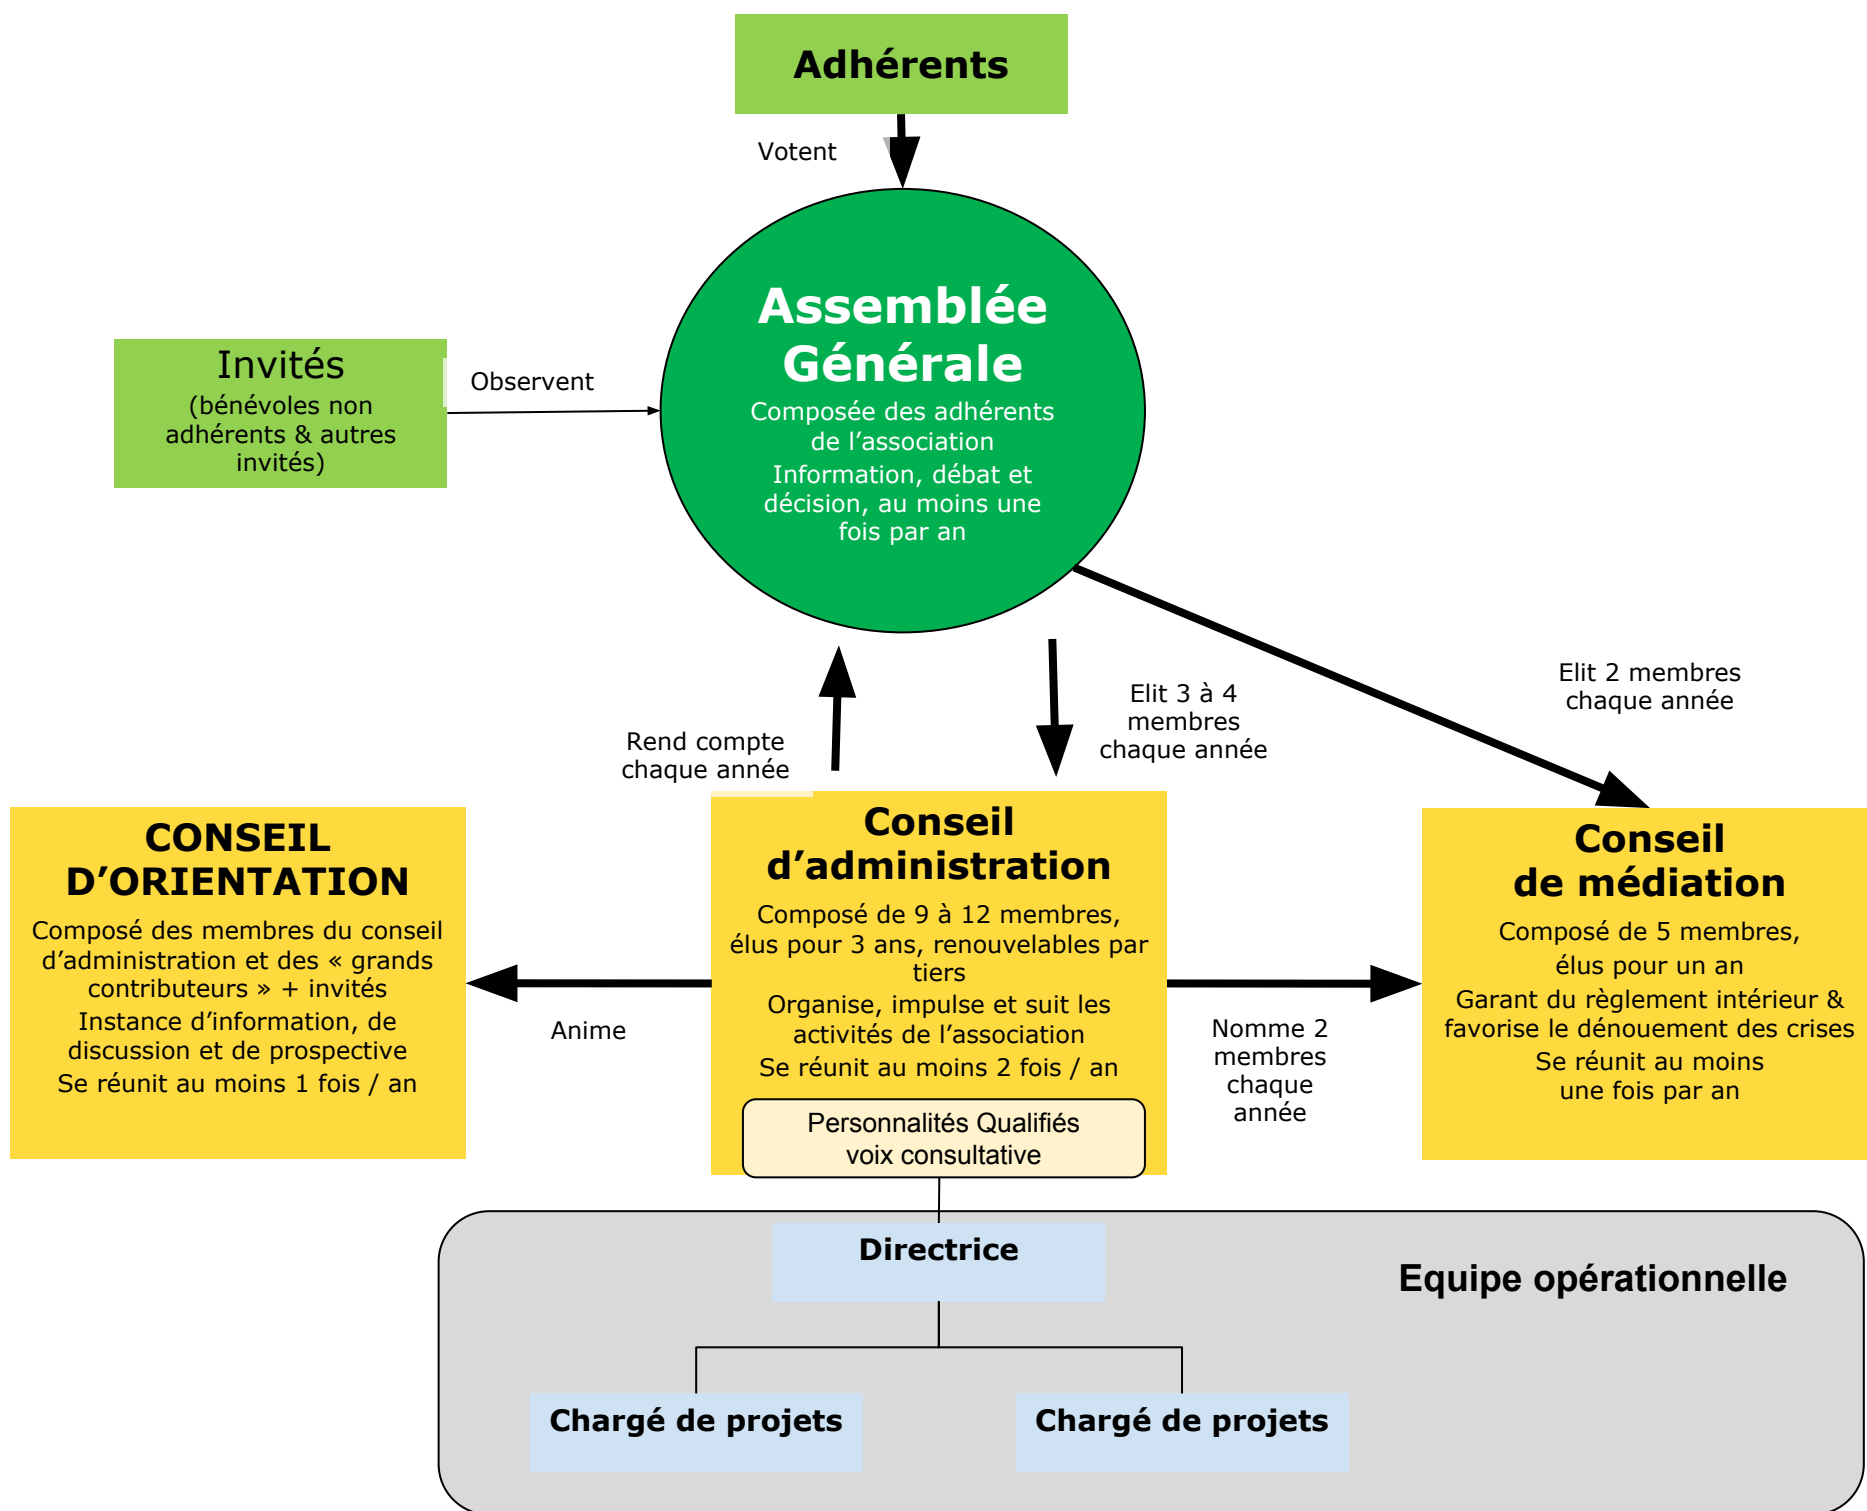 Adhérents
Votent
Assemblée
Générale
Composée des adhérents
de l’association
Information, débat et
décision, au moins une
fois par an
Invités
(bénévoles non
adhérents & autres
invités)
Observent
Rend compte
chaque année
Elit 3 à 4
membres
chaque année
Elit 2 membres
chaque année
CONSEIL
D’ORIENTATION
Composé des membres du conseil
d’administration et des « grands
contributeurs » + invités
Instance d’information, de
discussion et de prospective
Se réunit au moins 1 fois / an
Anime
Conseil
d’administration
Composé de 9 à 12 membres,
élus pour 3 ans, renouvelables par
tiers
Organise, impulse et suit les
activités de l’association
Se réunit au moins 2 fois / an
Personnalités Qualifiés
voix consultative
Nomme 2
membres
chaque
année
Conseil
de médiation
Composé de 5 membres,
élus pour un an
Garant du règlement intérieur &
favorise le dénouement des crises
Se réunit au moins
une fois par an
Directrice
Equipe opérationnelle
Chargé de projets
Chargé de projets